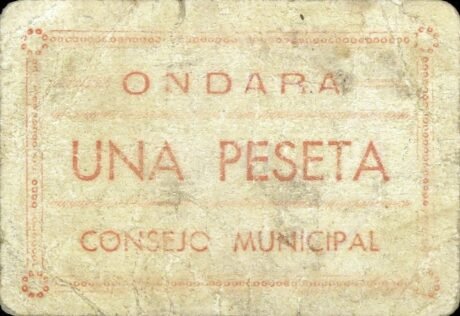 ONDARA
UNA PESETA
CONSEJO MUNICIPAL